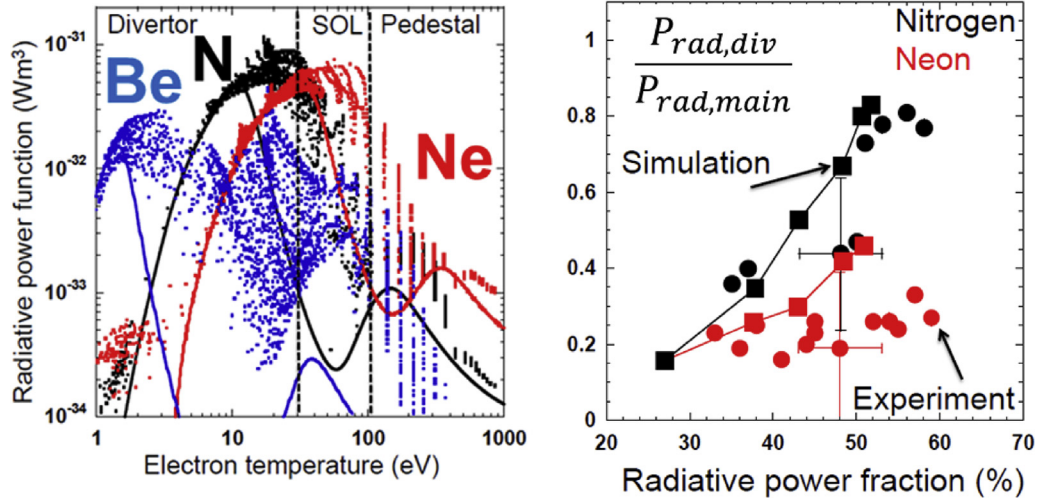 Divertor SOL Pedestal
Be N Ne
Radiative power function (Wm³)
10⁻³¹
10⁻³²
10⁻³³
10⁻³⁴
1 10 100 1000
Electron temperature (eV)
P_rad,div
P_rad,main
Nitrogen
Neon
Simulation
Experiment
1
0.8
0.6
0.4
0.2
0
20 30 40 50 60 70
Radiative power fraction (%)